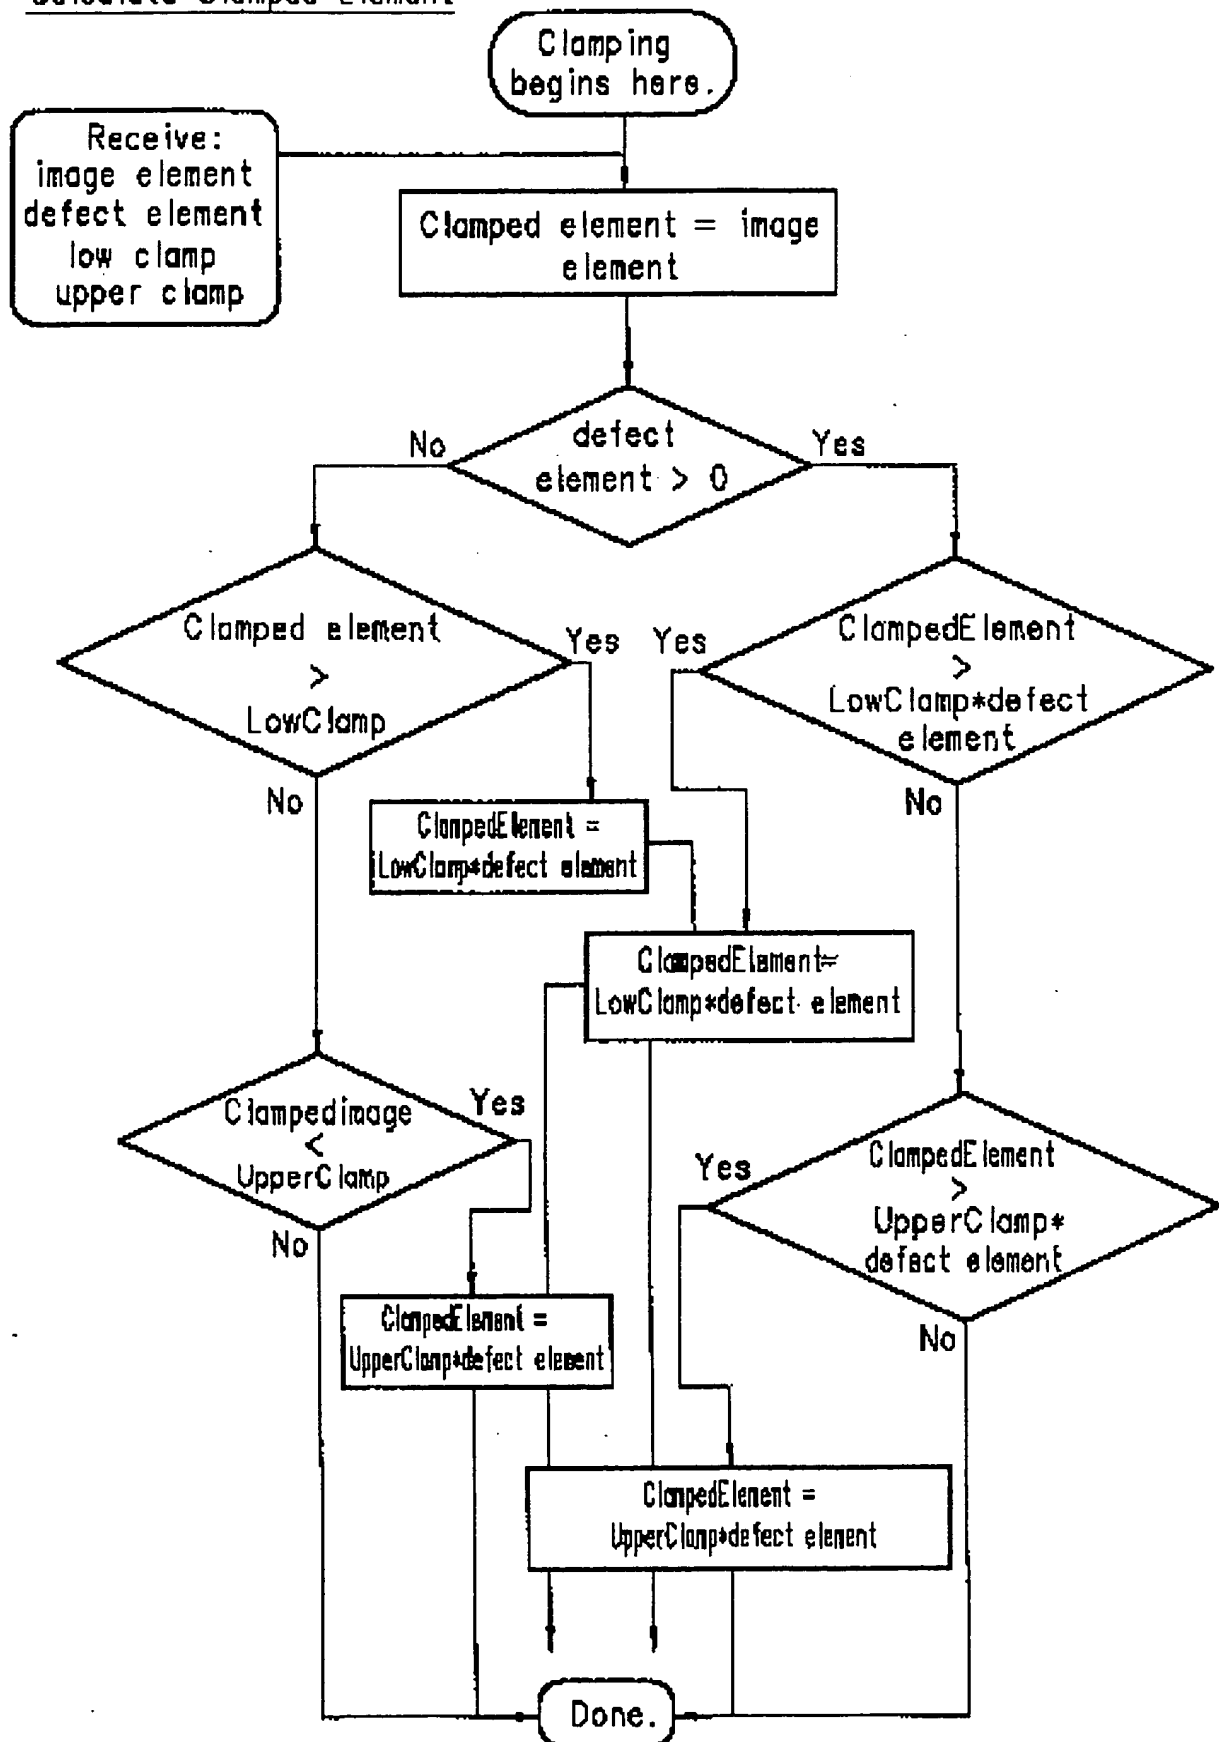 Calculate Clamped Element
Clamping
begins here.
Receive:
image element
defect element
low clamp
upper clamp
Clamped element = image
element
defect
element > 0
No
Yes
Clamped element
>
LowClamp
Yes
Yes
ClampedElement
>
LowClamp*defect
element
No
No
ClampedElement =
LowClamp*defect element
ClampedElement=
LowClamp*defect element
Clampedimage
<
UpperClamp
Yes
Yes
ClampedElement
>
UpperClamp*
defect element
No
No
ClampedElement =
UpperClamp*defect element
ClampedElement =
UpperClamp*defect element
Done.